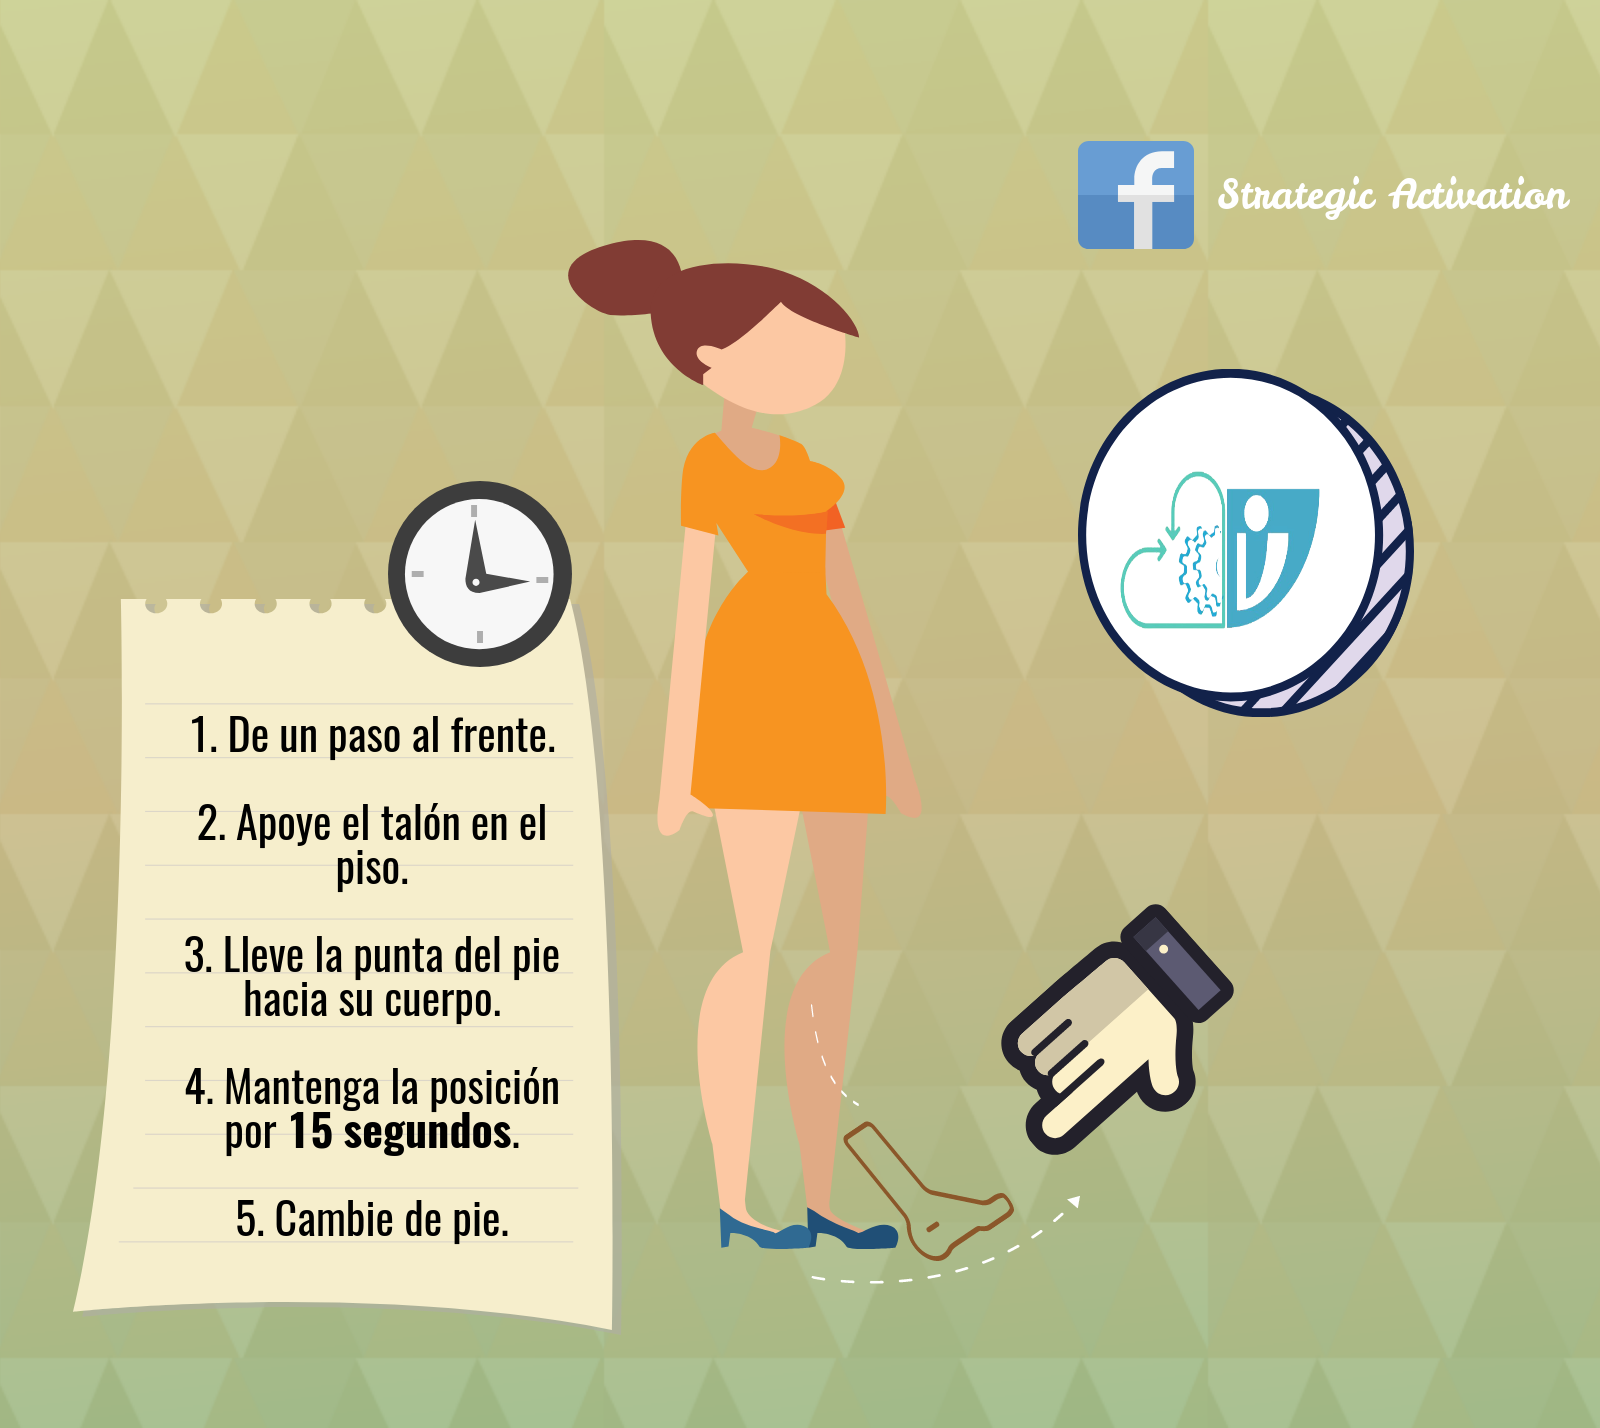 Strategic Activation
1. De un paso al frente.
2. Apoye el talón en el
piso.
3. Lleve la punta del pie
hacia su cuerpo.
4. Mantenga la posición
por 15 segundos.
5. Cambie de pie.